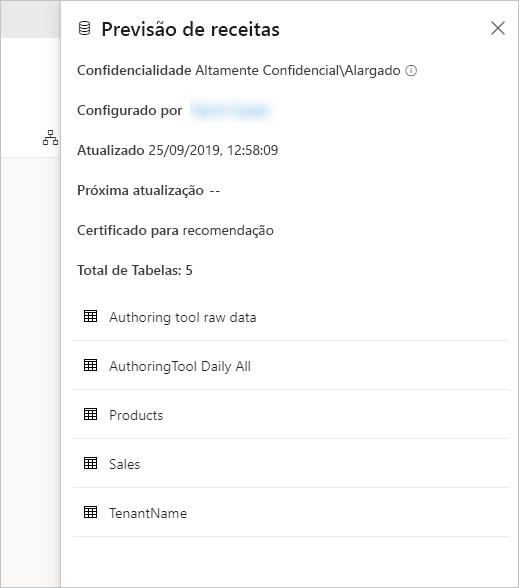 Previsão de receitas
Confidencialidade Altamente Confidencial\Alargado
Configurado por
Atualizado 25/09/2019, 12:58:09
Próxima atualização --
Certificado para recomendação
Total de Tabelas: 5
Authoring tool raw data
AuthoringTool Daily All
Products
Sales
TenantName